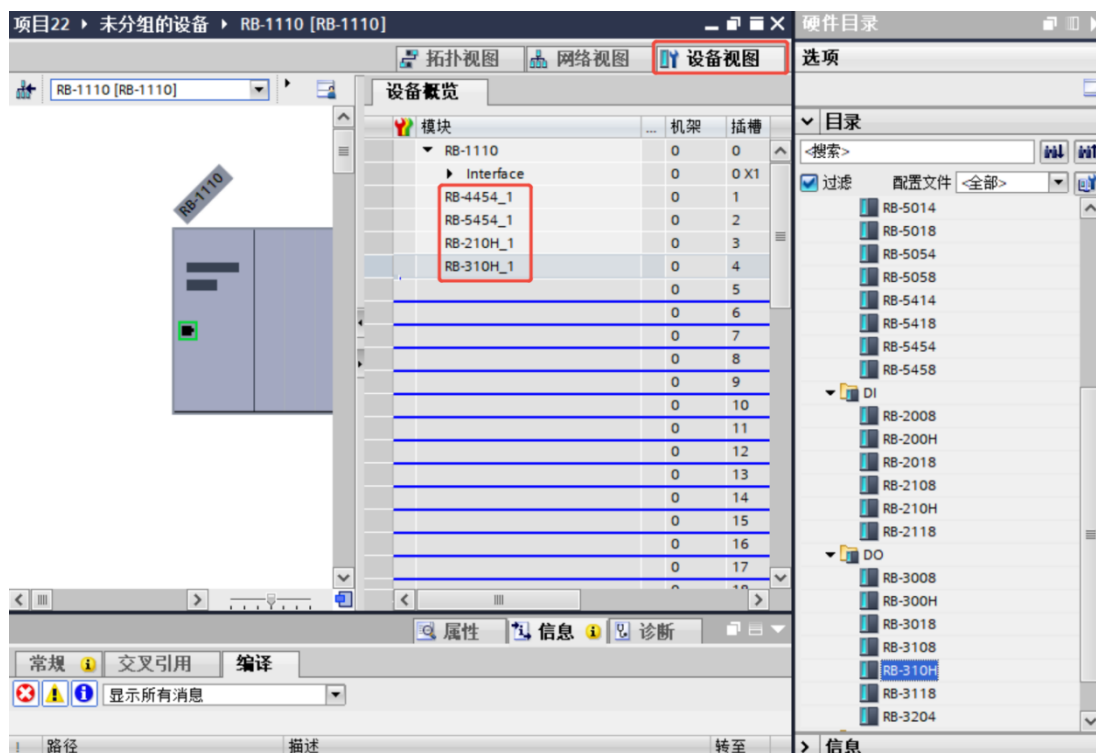 项目22 ▸ 未分组的设备 ▸ RB-1110 [RB-1110]
硬件目录
拓扑视图 网络视图 设备视图
选项
RB-1110 [RB-1110]
设备概览
目录
模块 ... 机架 插槽
<搜索>
过滤 配置文件 <全部>
RB-1110
RB-1110 0 0
Interface 0 0 X1
RB-4454_1 0 1
RB-5454_1 0 2
RB-210H_1 0 3
RB-310H_1 0 4
0 5
0 6
0 7
0 8
0 9
0 10
0 11
0 12
0 13
0 14
0 15
0 16
0 17
RB-5014
RB-5018
RB-5054
RB-5058
RB-5414
RB-5418
RB-5454
RB-5458
DI
RB-2008
RB-200H
RB-2018
RB-2108
RB-210H
RB-2118
DO
RB-3008
RB-300H
RB-3018
RB-3108
RB-310H
RB-3118
RB-3204
属性 信息 诊断
常规 交叉引用 编译
显示所有消息
! 路径 描述 转至
信息